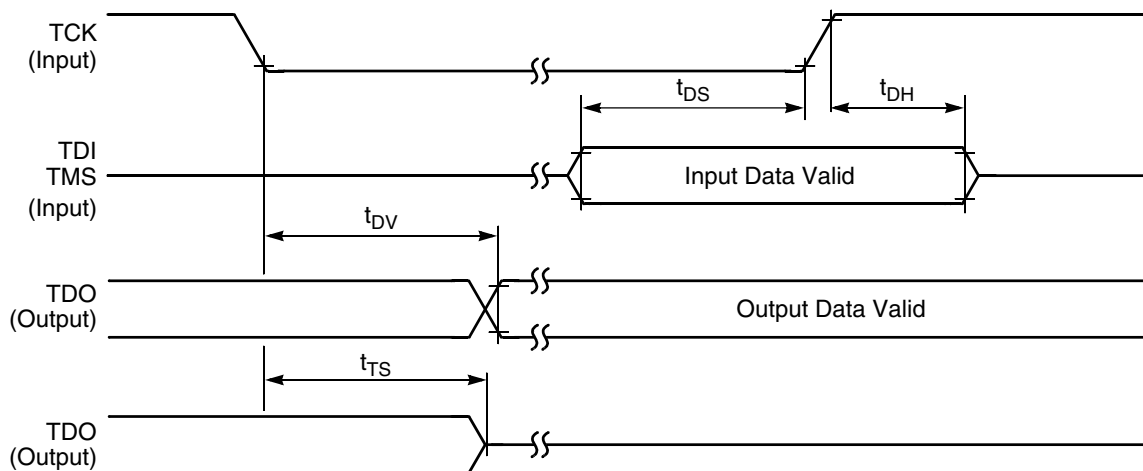 TCK
(Input)
tDS
tDH
TDI
TMS
(Input)
Input Data Valid
tDV
TDO
(Output)
Output Data Valid
tTS
TDO
(Output)